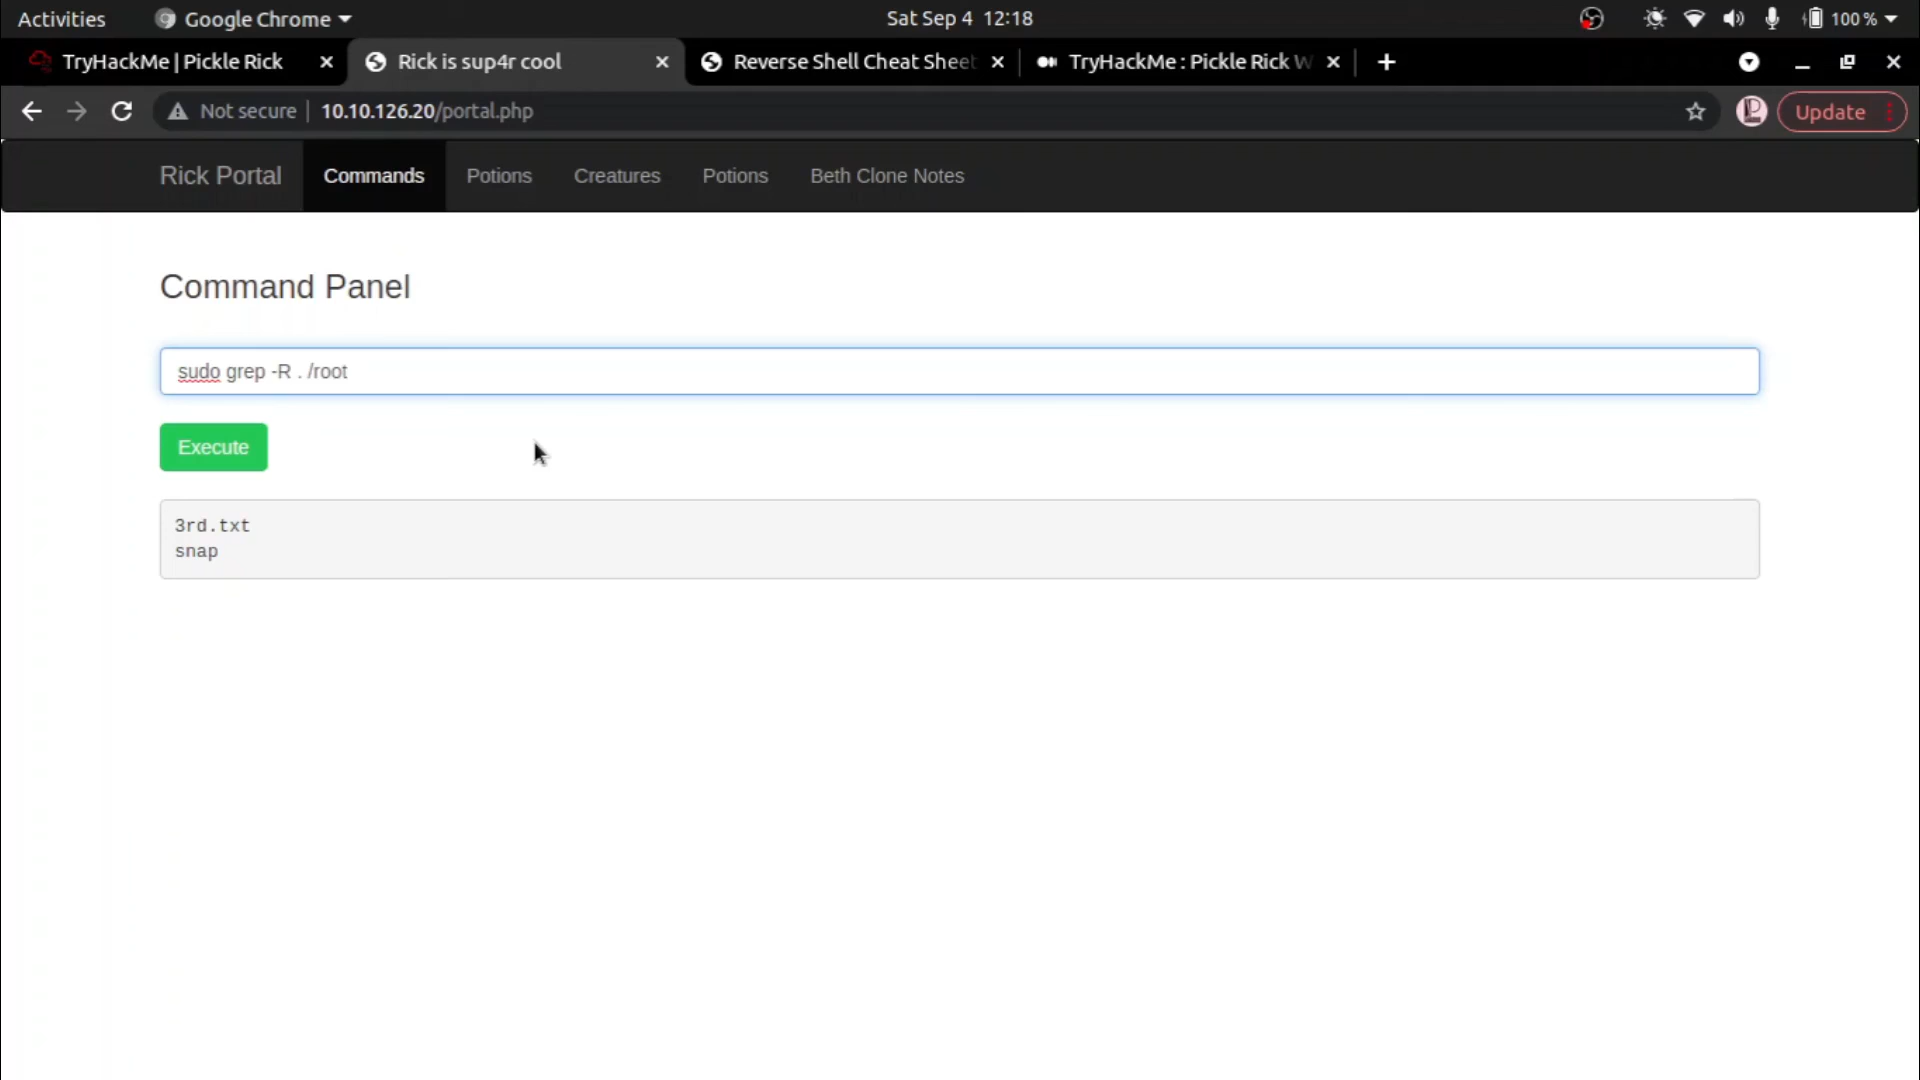 Activities Google Chrome Sat Sep 4 12:18 100 %
TryHackMe | Pickle Rick Rick is sup4r cool Reverse Shell Cheat Sheet TryHackMe : Pickle Rick W
Not secure 10.10.126.20/portal.php Update
Rick Portal Commands Potions Creatures Potions Beth Clone Notes
Command Panel
sudo grep -R . /root
Execute
3rd.txt
snap